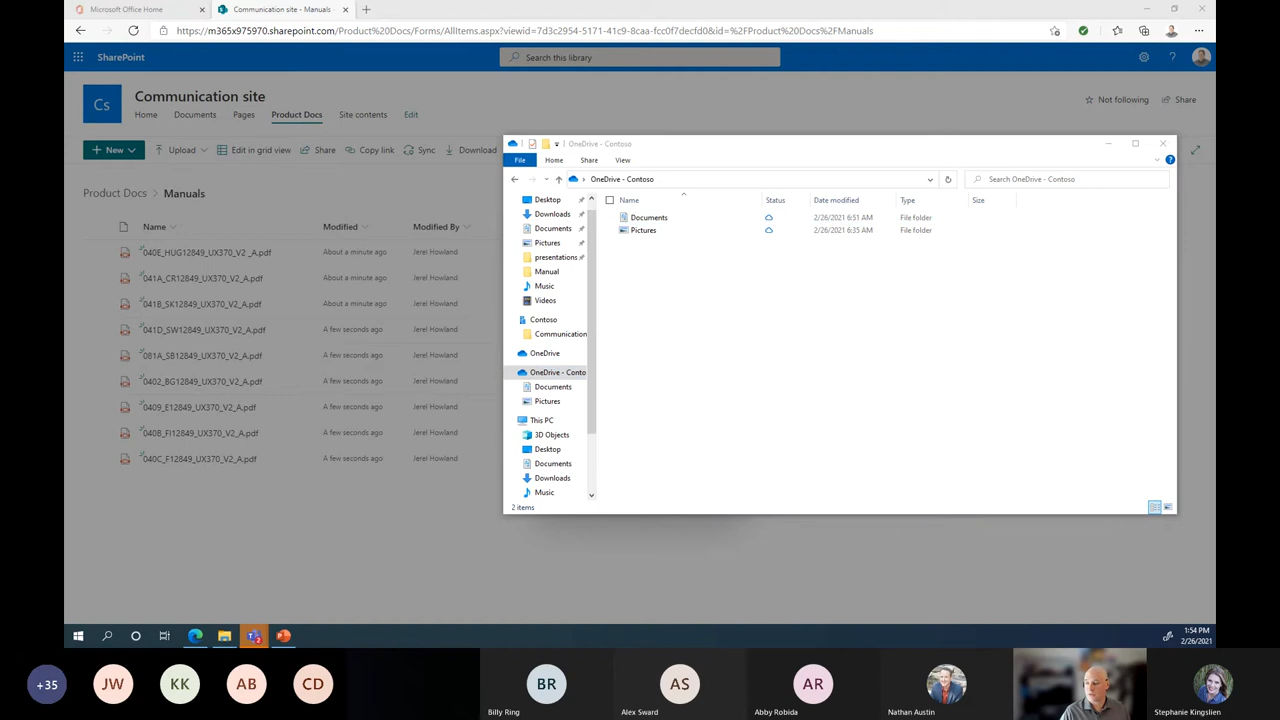 Microsoft Office Home
Communication site - Manuals -
https://m365x975970.sharepoint.com/Product%20Docs/Forms/AllItems.aspx?viewid=7d3c2954-5171-41c9-8caa-fcc0f7decfd0&id=%2FProduct%20Docs%2FManuals
SharePoint
Search this library
Cs
Communication site
Home
Documents
Pages
Product Docs
Site contents
Edit
Not following
Share
New
Upload
Edit in grid view
Share
Copy link
Sync
Download
Product Docs > Manuals
Name
Modified
Modified By
040E_HUG12849_UX370_V2 _A.pdf
About a minute ago
Jerel Howland
041A_CR12849_UX370_V2_A.pdf
About a minute ago
Jerel Howland
041B_SK12849_UX370_V2_A.pdf
About a minute ago
Jerel Howland
041D_SW12849_UX370_V2_A.pdf
A few seconds ago
Jerel Howland
081A_SB12849_UX370_V2_A.pdf
A few seconds ago
Jerel Howland
0402_BG12849_UX370_V2_A.pdf
A few seconds ago
Jerel Howland
0409_E12849_UX370_V2_A.pdf
A few seconds ago
Jerel Howland
040B_FI12849_UX370_V2_A.pdf
A few seconds ago
Jerel Howland
040C_F12849_UX370_V2_A.pdf
A few seconds ago
Jerel Howland
OneDrive - Contoso
File
Home
Share
View
OneDrive - Contoso
Search OneDrive - Contoso
Desktop
Downloads
Documents
Pictures
presentations
Manual
Music
Videos
Contoso
Communication
OneDrive
OneDrive - Conto
Documents
Pictures
This PC
3D Objects
Desktop
Documents
Downloads
Music
Name
Status
Date modified
Type
Size
Documents
2/26/2021 6:51 AM
File folder
Pictures
2/26/2021 6:35 AM
File folder
2 items
1:54 PM
2/26/2021
+35
JW
KK
AB
CD
BR
Billy Ring
AS
Alex Sward
AR
Abby Robida
Nathan Austin
Stephanie Kingslien